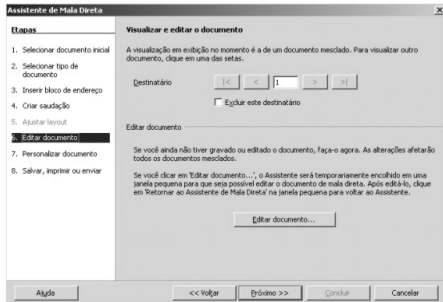 Assistente de Mala Direta
Etapas
1. Selecionar documento inicial
2. Selecionar tipo de
documento
3. Inserir bloco de endereço
4. Criar saudação
5. Ajustar layout
6. Editar documento
7. Personalizar documento
8. Salvar, imprimir ou enviar
Visualizar e editar o documento
A visualização em exibição no momento é a de um documento mesclado. Para visualizar outro
documento, clique em uma das setas.
Destinatário |< < 1 > >|
Excluir este destinatário
Editar documento
Se você ainda não tiver gravado ou editado o documento, faça-o agora. As alterações afetarão
todos os documentos mesclados.
Se você clicar em 'Editar documento...', o Assistente será temporariamente encolhido em uma
janela pequena para que seja possível editar o documento de mala direta. Após editá-lo, clique
em 'Retornar ao Assistente de Mala Direta' na janela pequena para voltar ao Assistente.
Editar documento...
Ajuda << Voltar Próximo >> Concluir Cancelar